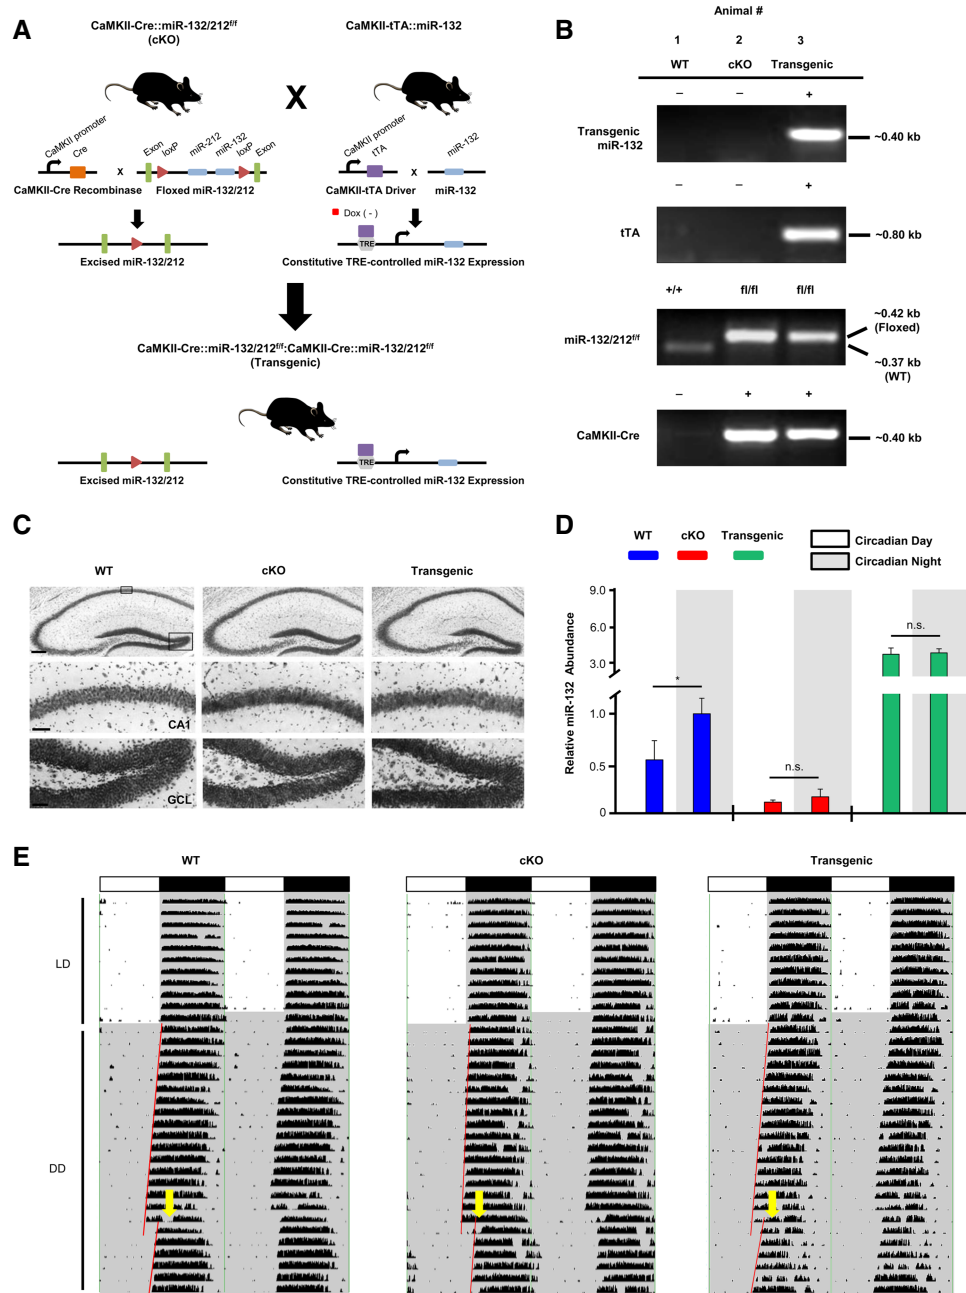 A
CaMKII-Cre::miR-132/212f/f
(cKO)
CaMKII-tTA::miR-132
X
CaMKII promoter
Cre
x
Exon
loxP
miR-212
miR-132
loxP
Exon
CaMKII-Cre Recombinase
Floxed miR-132/212
CaMKII promoter
tTA
x
miR-132
CaMKII-tTA Driver
miR-132
Dox ( - )
TRE
Excised miR-132/212
Constitutive TRE-controlled miR-132 Expression
CaMKII-Cre::miR-132/212f/f:CaMKII-Cre::miR-132/212f/f
(Transgenic)
TRE
Excised miR-132/212
Constitutive TRE-controlled miR-132 Expression
B
Animal #
1 2 3
WT cKO Transgenic
– – +
Transgenic
miR-132
~0.40 kb
– – +
tTA
~0.80 kb
+/+ fl/fl fl/fl
miR-132/212f/f
~0.42 kb
(Floxed)
~0.37 kb
(WT)
– + +
CaMKII-Cre
~0.40 kb
C
WT cKO Transgenic
CA1
GCL
D
WT cKO Transgenic
Circadian Day
Circadian Night
Relative miR-132 Abundance
9.0
6.0
3.0
1.0
0.5
0
*
n.s.
n.s.
E
WT cKO Transgenic
LD
DD